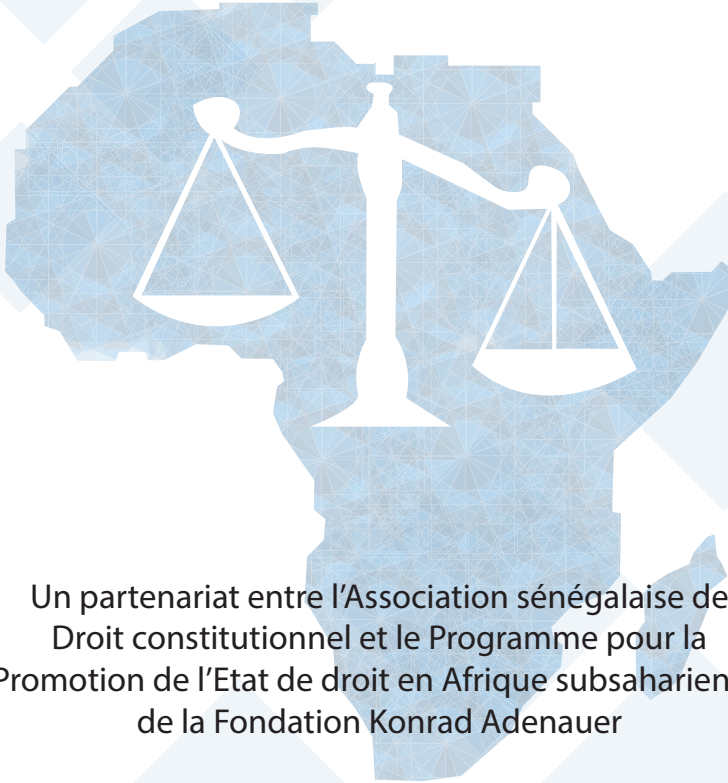 Un partenariat entre l’Association sénégalaise de
Droit constitutionnel et le Programme pour la
Promotion de l’Etat de droit en Afrique subsaharien
de la Fondation Konrad Adenauer